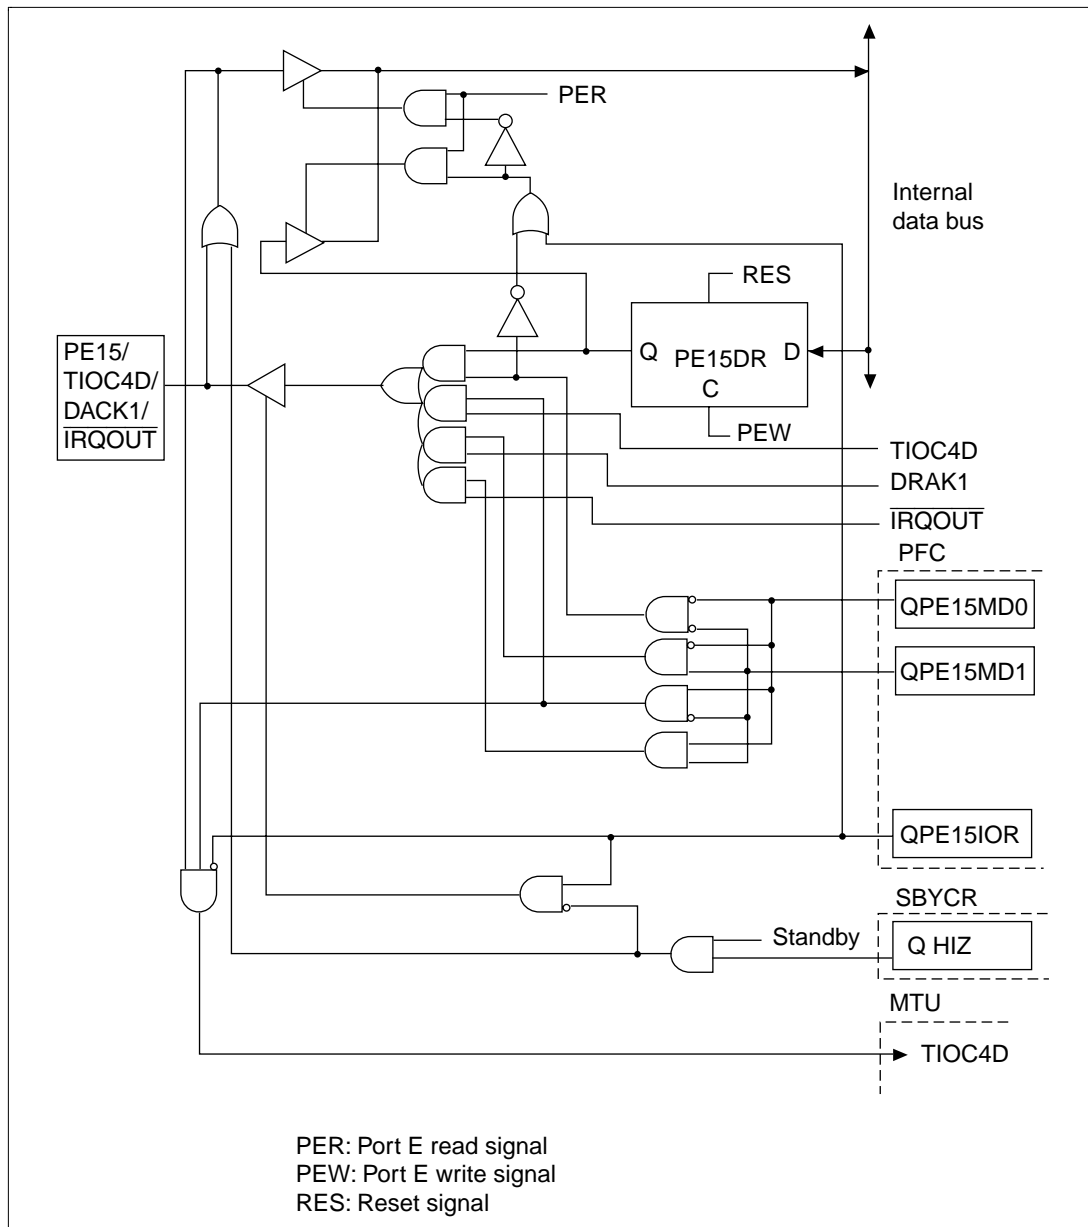 PER
Internal
data bus
RES
PE15/
TIOC4D/
DACK1/
IRQOUT
Q
PE15DR
D
C
PEW
TIOC4D
DRAK1
IRQOUT
PFC
QPE15MD0
QPE15MD1
QPE15IOR
SBYCR
Standby
Q HIZ
MTU
TIOC4D
PER: Port E read signal
PEW: Port E write signal
RES: Reset signal